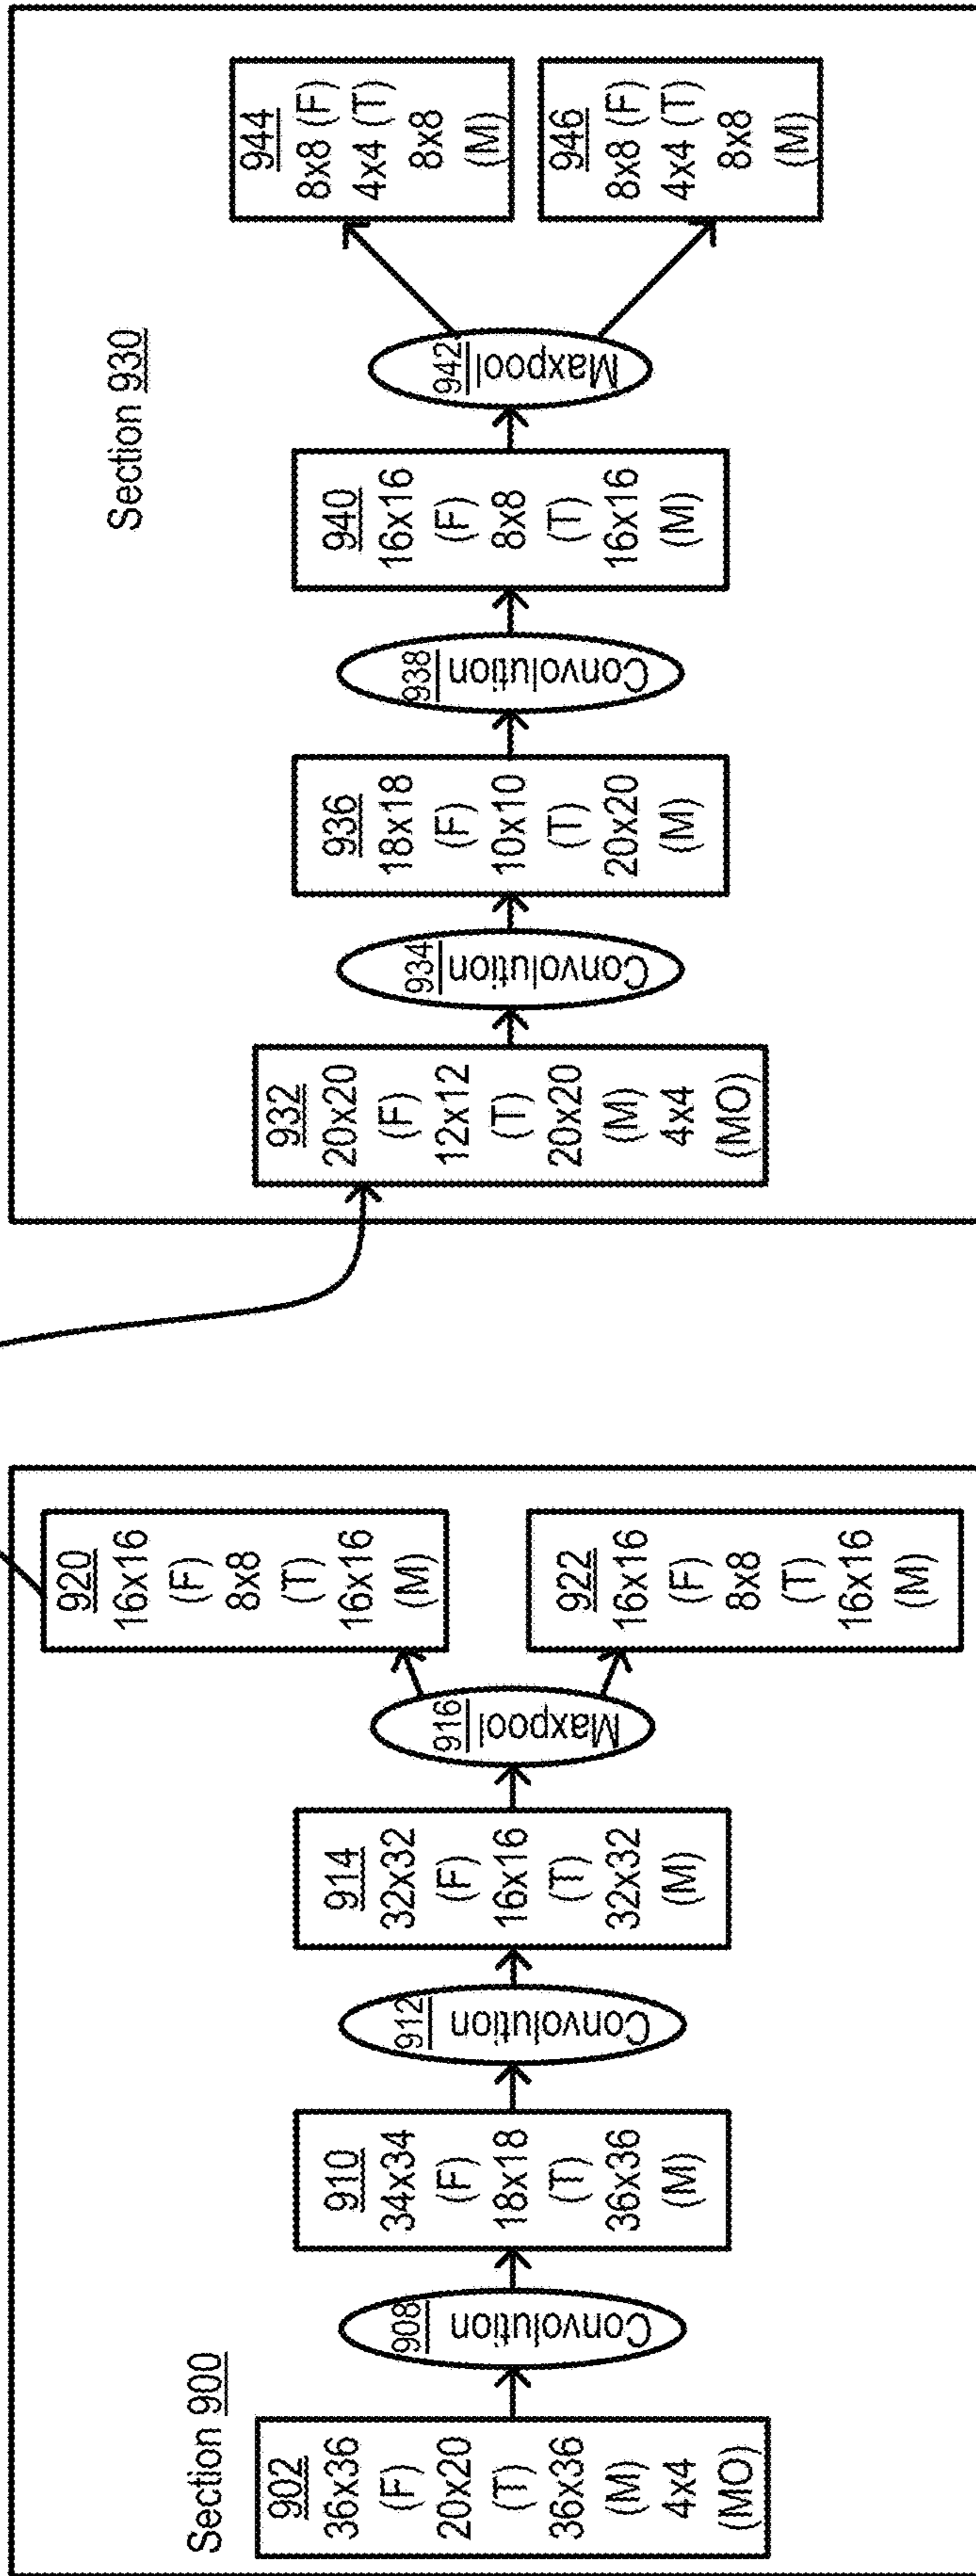 Section 900
902
36x36
(F)
20x20
(T)
36x36
(M)
4x4
(MO)
908
Convolution
910
34x34
(F)
18x18
(T)
36x36
(M)
912
Convolution
914
32x32
(F)
16x16
(T)
32x32
(M)
916
Maxpool
920
16x16
(F)
8x8
(T)
16x16
(M)
922
16x16
(F)
8x8
(T)
16x16
(M)
Section 930
932
20x20
(F)
12x12
(T)
20x20
(M)
4x4
(MO)
934
Convolution
936
18x18
(F)
10x10
(T)
20x20
(M)
938
Convolution
940
16x16
(F)
8x8
(T)
16x16
(M)
942
Maxpool
944
8x8 (F)
4x4 (T)
8x8
(M)
946
8x8 (F)
4x4 (T)
8x8
(M)